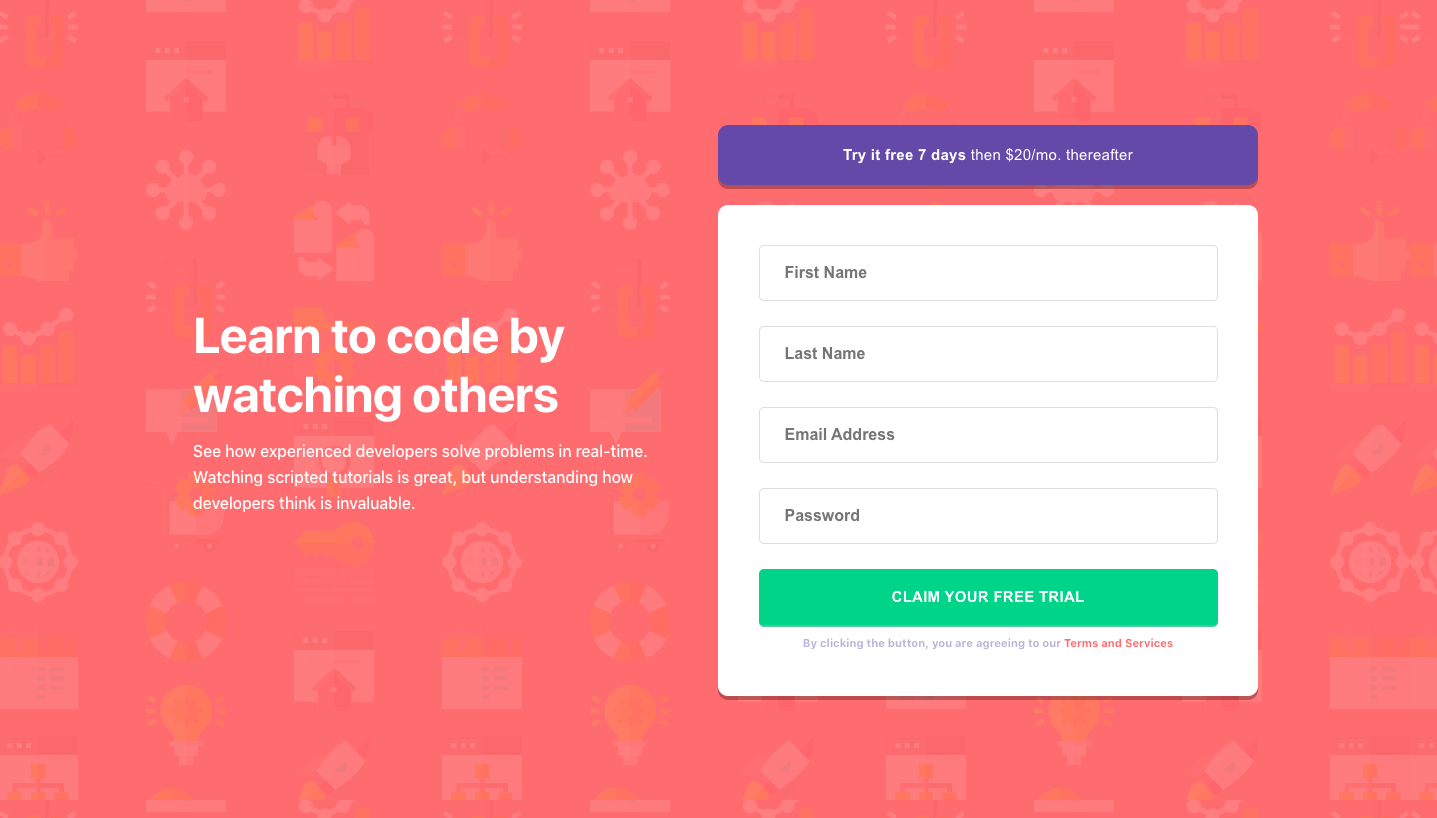 Learn to code by
watching others
See how experienced developers solve problems in real-time.
Watching scripted tutorials is great, but understanding how
developers think is invaluable.
Try it free 7 days then $20/mo. thereafter
First Name
Last Name
Email Address
Password
CLAIM YOUR FREE TRIAL
By clicking the button, you are agreeing to our Terms and Services